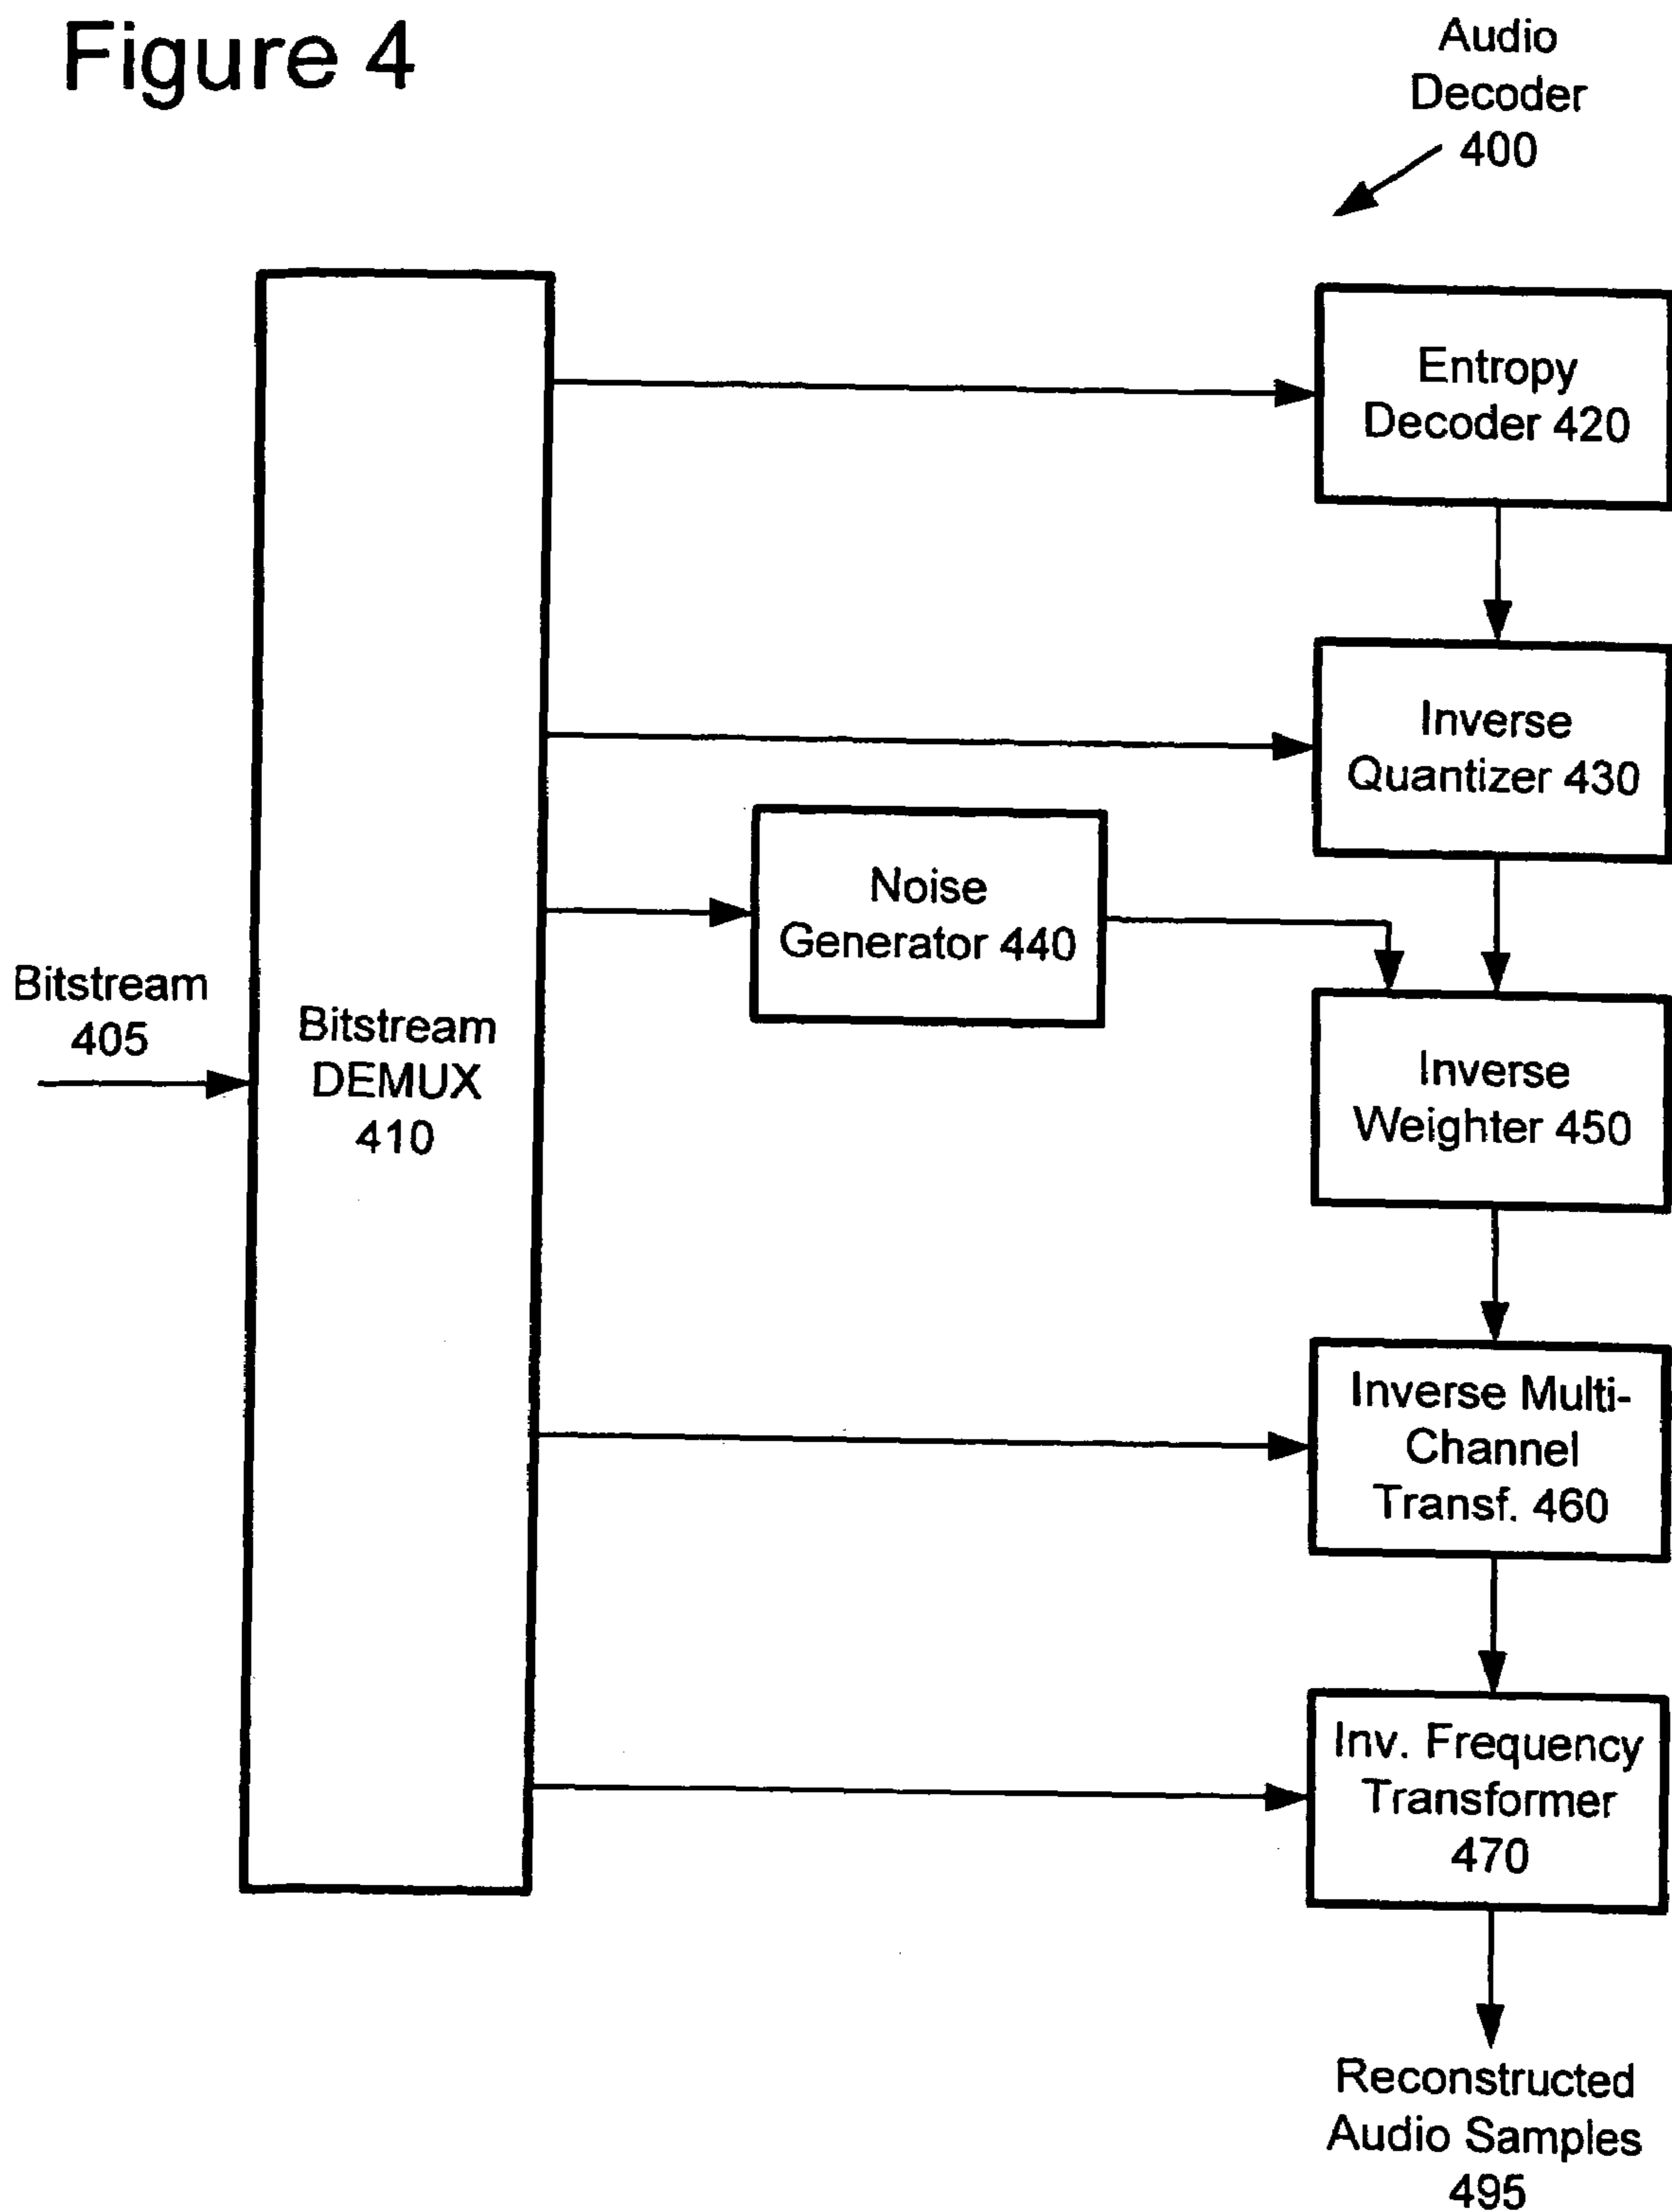 Figure 4
Audio
Decoder
400
Entropy
Decoder 420
Inverse
Quantizer 430
Noise
Generator 440
Bitstream
405
Bitstream
DEMUX
410
Inverse
Weighter 450
Inverse Multi-
Channel
Transf. 460
Inv. Frequency
Transformer
470
Reconstructed
Audio Samples
495